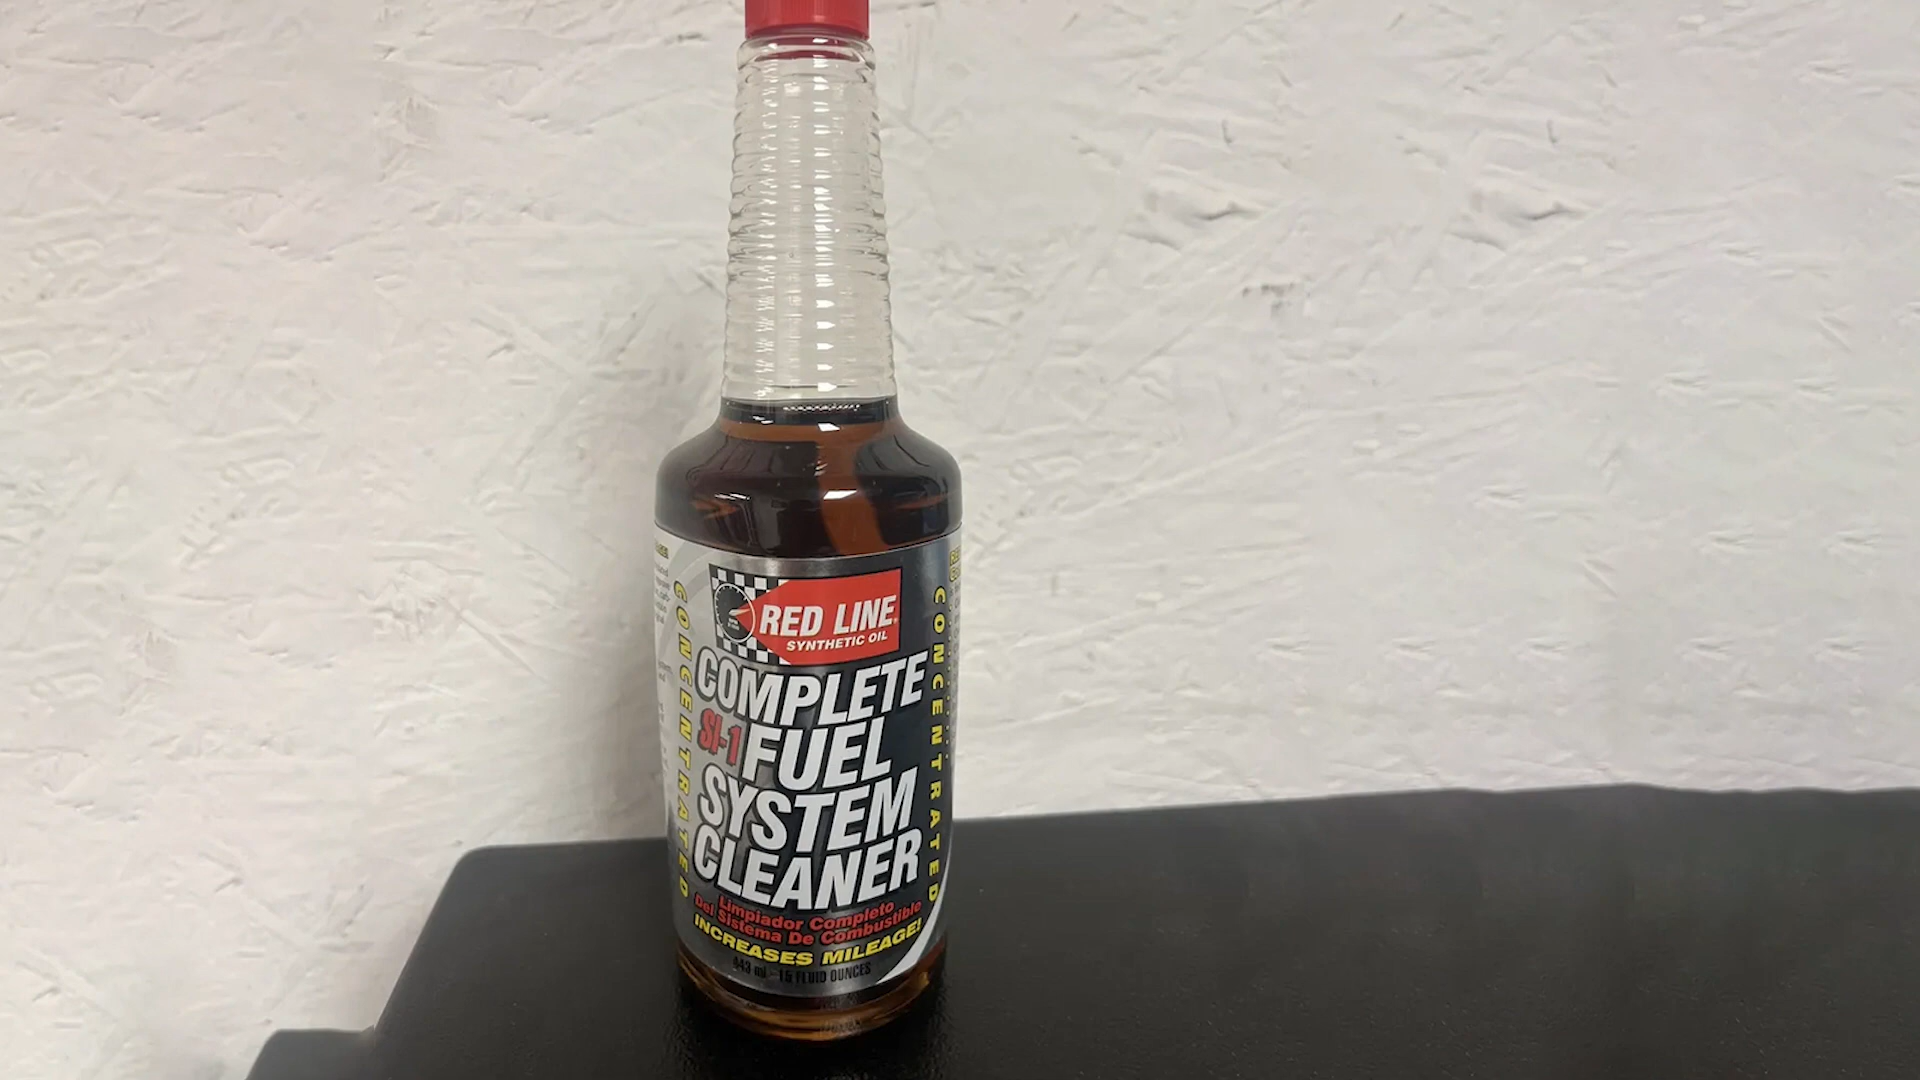 RED LINE
SYNTHETIC OIL
COMPLETE
SI-1 FUEL
SYSTEM
CLEANER
CONCENTRATED
CONCENTRATED
Limpiador Completo
Del Sistema De Combustible
INCREASES MILEAGE!
443 ml - 15 FLUID OUNCES